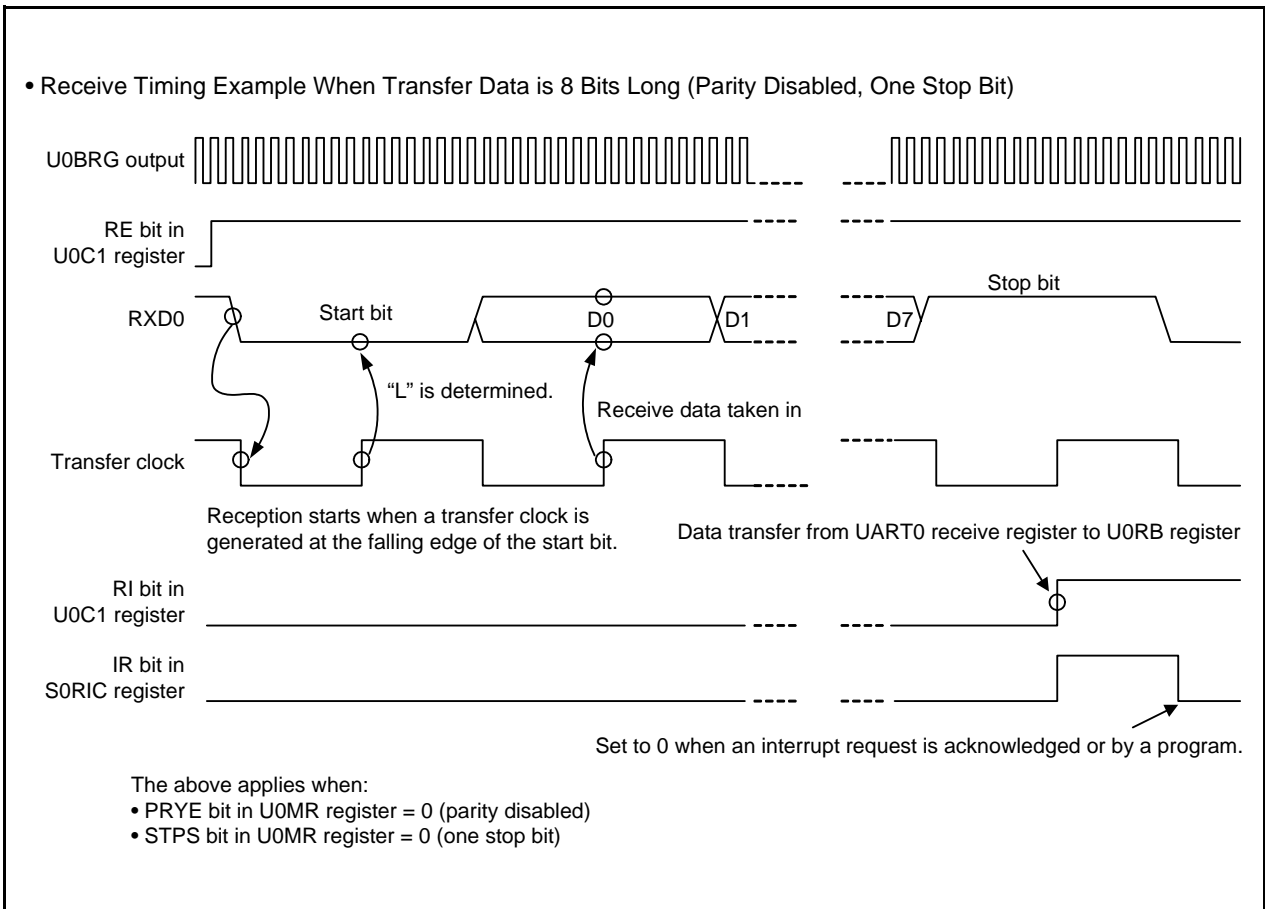 • Receive Timing Example When Transfer Data is 8 Bits Long (Parity Disabled, One Stop Bit)
U0BRG output
RE bit in
U0C1 register
RXD0
Start bit
D0
D1
D7
Stop bit
“L” is determined.
Receive data taken in
Transfer clock
Reception starts when a transfer clock is
generated at the falling edge of the start bit.
Data transfer from UART0 receive register to U0RB register
RI bit in
U0C1 register
IR bit in
S0RIC register
Set to 0 when an interrupt request is acknowledged or by a program.
The above applies when:
• PRYE bit in U0MR register = 0 (parity disabled)
• STPS bit in U0MR register = 0 (one stop bit)